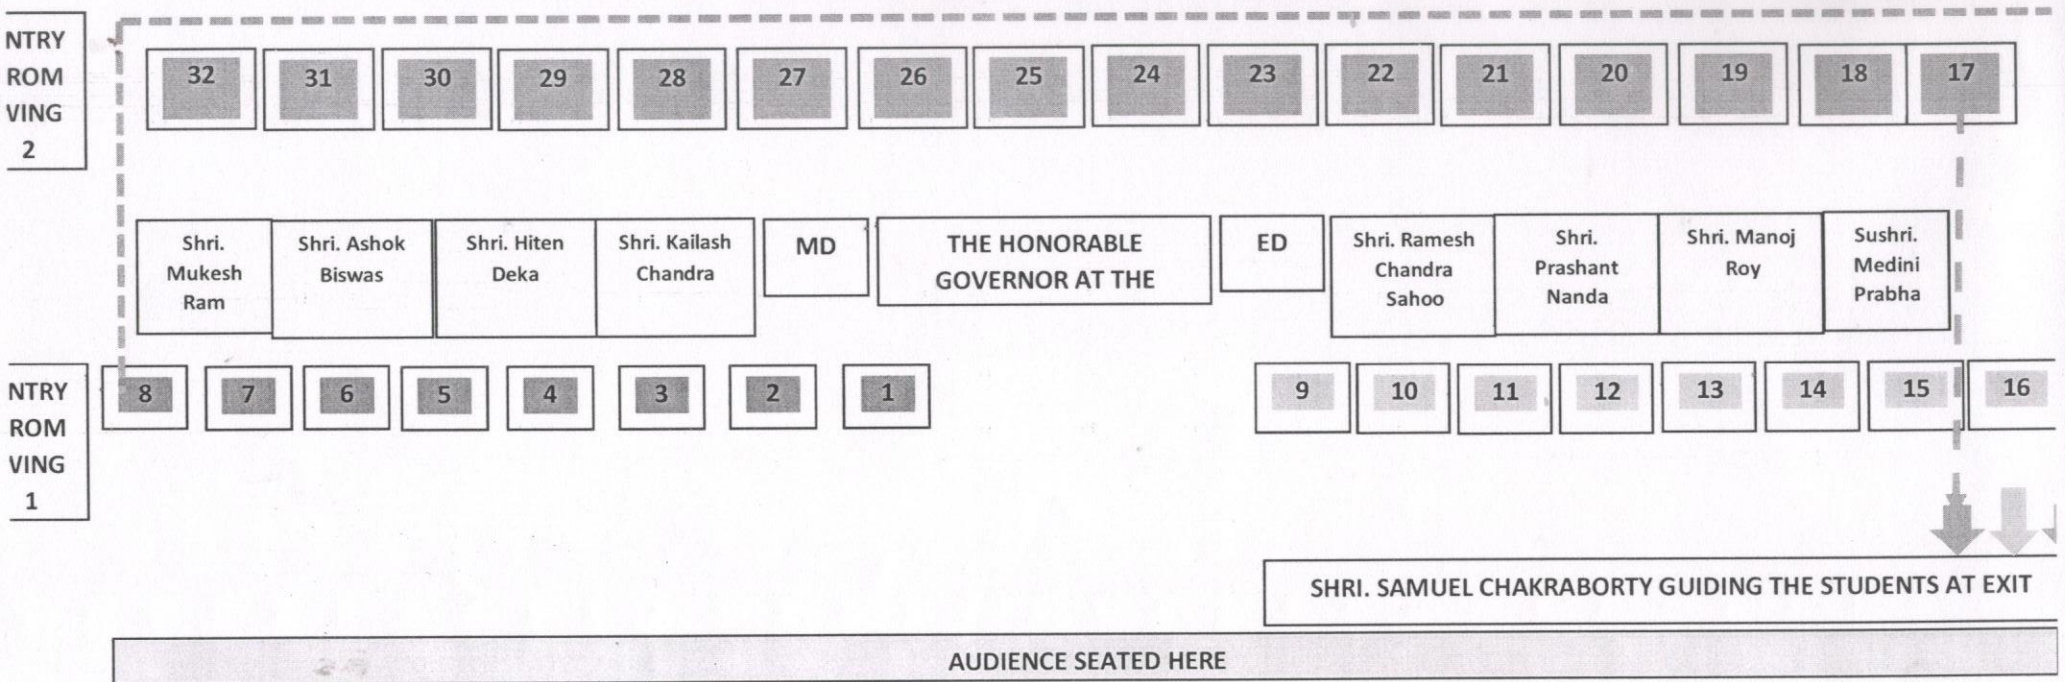 NTRY
ROM
VING
2
32 31 30 29 28 27 26 25 24 23 22 21 20 19 18 17
Shri.
Mukesh
Ram
Shri. Ashok
Biswas
Shri. Hiten
Deka
Shri. Kailash
Chandra
MD
THE HONORABLE
GOVERNOR AT THE
ED
Shri. Ramesh
Chandra
Sahoo
Shri.
Prashant
Nanda
Shri. Manoj
Roy
Sushri.
Medini
Prabha
NTRY
ROM
VING
1
8 7 6 5 4 3 2 1 9 10 11 12 13 14 15 16
SHRI. SAMUEL CHAKRABORTY GUIDING THE STUDENTS AT EXIT
AUDIENCE SEATED HERE